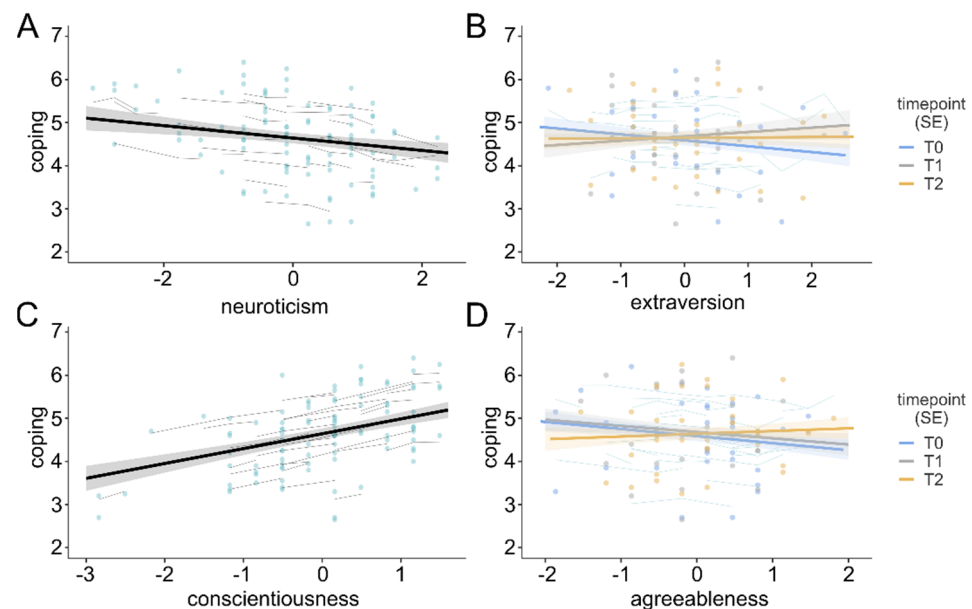 A
7
6
5
4
3
2
coping
-2
0
2
neuroticism
B
7
6
5
4
3
2
coping
-2
-1
0
1
2
extraversion
timepoint
(SE)
T0
T1
T2
C
7
6
5
4
3
2
coping
-3
-2
-1
0
1
conscientiousness
D
7
6
5
4
3
2
coping
-2
-1
0
1
2
agreeableness
timepoint
(SE)
T0
T1
T2